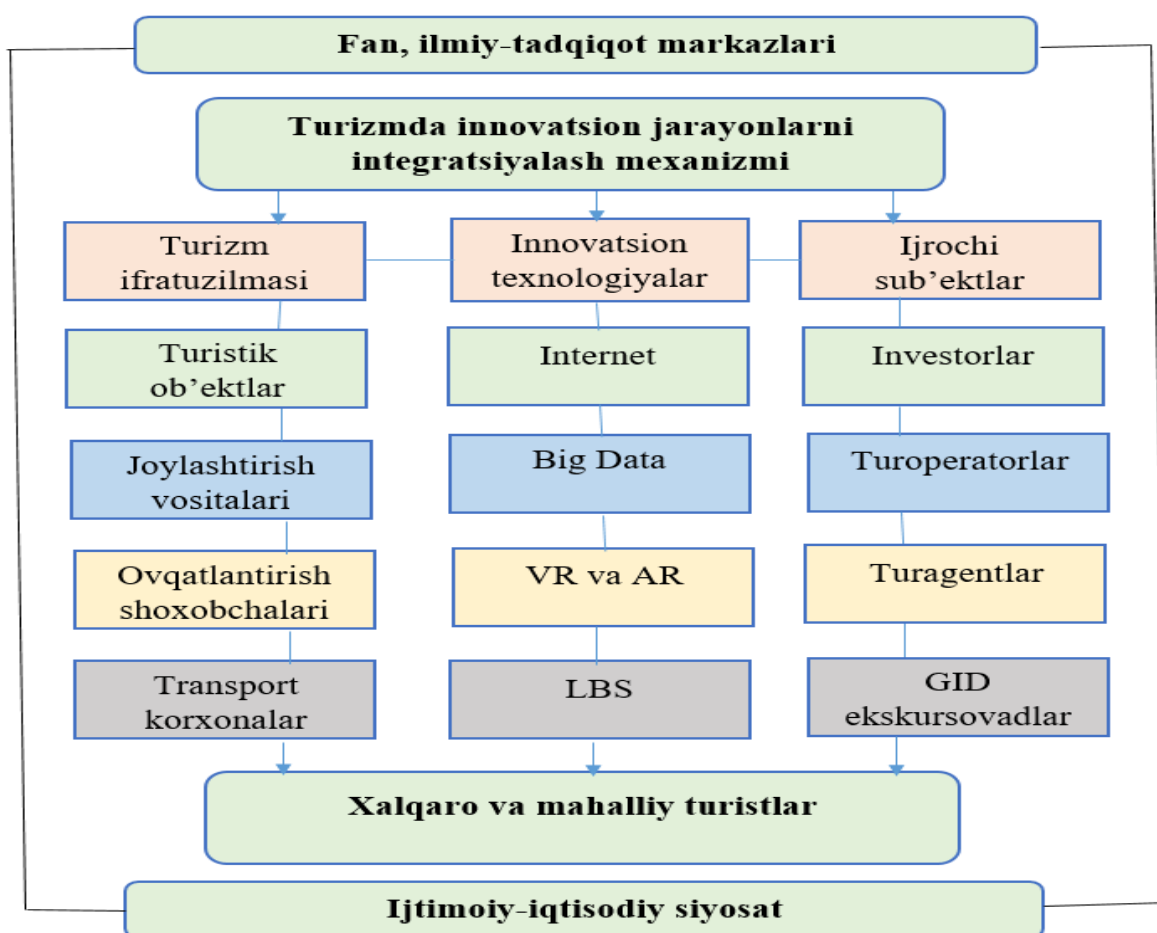 Fan, ilmiy-tadqiqot markazlari
Turizmda innovatsion jarayonlarni
integratsiyalash mexanizmi
Turizm
ifratuzilmasi
Innovatsion
texnologiyalar
Ijrochi
sub’ektlar
Turistik
ob’ektlar
Internet
Investorlar
Joylashtirish
vositalari
Big Data
Turoperatorlar
Ovqatlantirish
shoxobchalari
VR va AR
Turagentlar
Transport
korxonalar
LBS
GID
ekskursovadlar
Xalqaro va mahalliy turistlar
Ijtimoiy-iqtisodiy siyosat